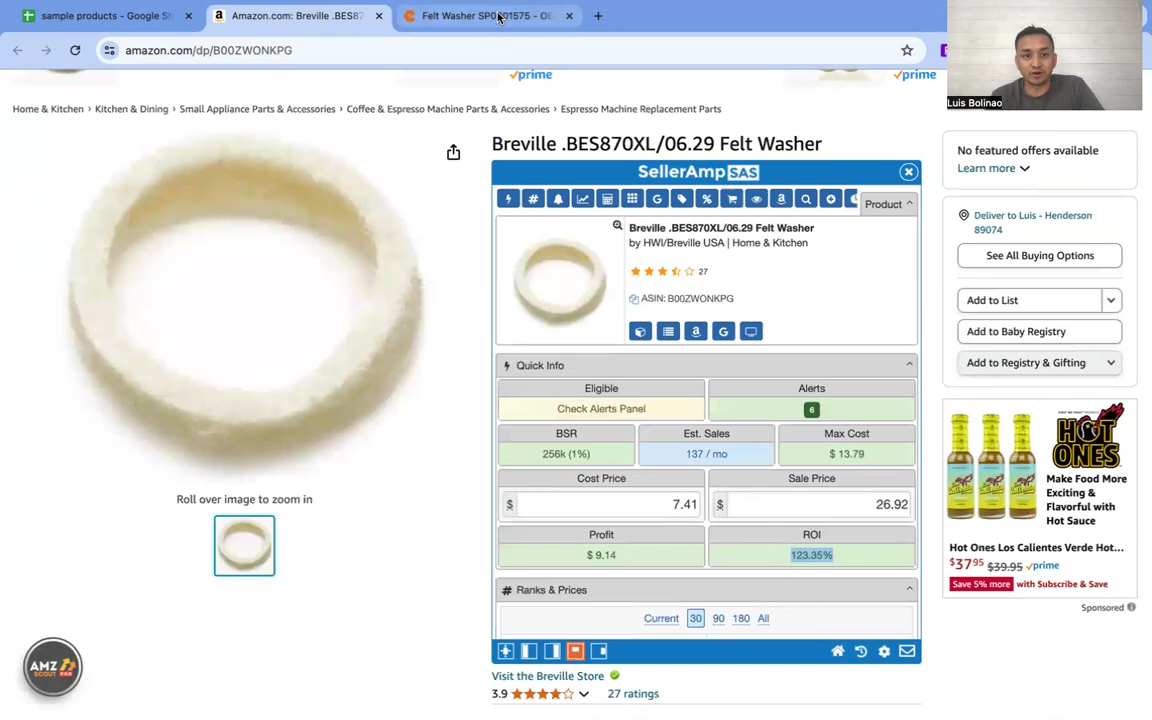 sample products - Google Sh
Amazon.com: Breville .BES87
Felt Washer SP0001575 - OE
amazon.com/dp/B00ZWONKPG
prime
prime
Home & Kitchen › Kitchen & Dining › Small Appliance Parts & Accessories › Coffee & Espresso Machine Parts & Accessories › Espresso Machine Replacement Parts
Luis Bolinao
Breville .BES870XL/06.29 Felt Washer
SellerAmp SAS
Product
Breville .BES870XL/06.29 Felt Washer
by HWI/Breville USA | Home & Kitchen
27
ASIN: B00ZWONKPG
Quick Info
Eligible
Alerts
Check Alerts Panel
6
BSR
Est. Sales
Max Cost
256k (1%)
137 / mo
$ 13.79
Cost Price
Sale Price
$ 7.41
$ 26.92
Profit
ROI
$ 9.14
123.35%
Ranks & Prices
Current 30 90 180 All
Visit the Breville Store
3.9
27 ratings
Roll over image to zoom in
AMZ
SCOUT PRO
No featured offers available
Learn more
Deliver to Luis - Henderson
89074
See All Buying Options
Add to List
Add to Baby Registry
Add to Registry & Gifting
HOT ONES
Make Food More
Exciting &
Flavorful with
Hot Sauce
Hot Ones Los Calientes Verde Hot...
$37.95 $39.95 prime
Save 5% more with Subscribe & Save
Sponsored